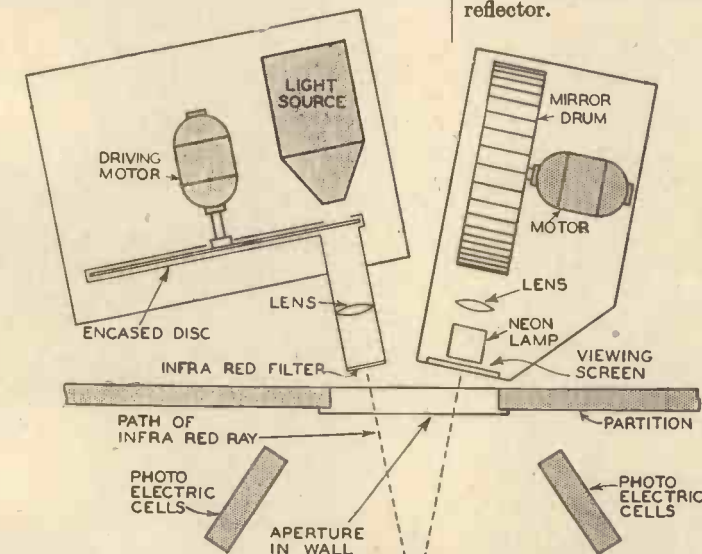 reflector.
LIGHT
SOURCE
MIRROR
DRUM
DRIVING
MOTOR
MOTOR
ENCASED DISC
LENS
LENS
NEON
LAMP
INFRA RED FILTER
VIEWING
SCREEN
PATH OF
INFRA RED RAY
PARTITION
PHOTO
ELECTRIC
CELLS
APERTURE
IN WALL
PHOTO
ELECTRIC
CELLS